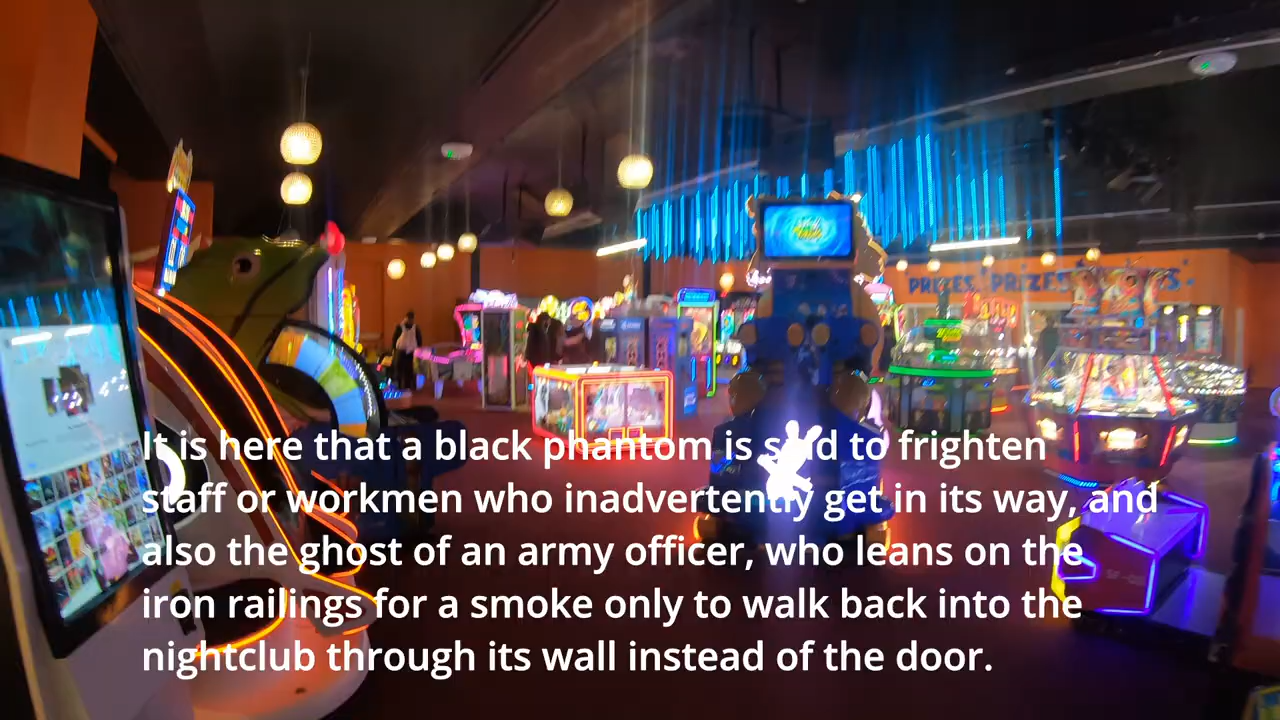 PRIZES PRIZES
It is here that a black phantom is said to frighten
staff or workmen who inadvertently get in its way, and
also the ghost of an army officer, who leans on the
iron railings for a smoke only to walk back into the
nightclub through its wall instead of the door.